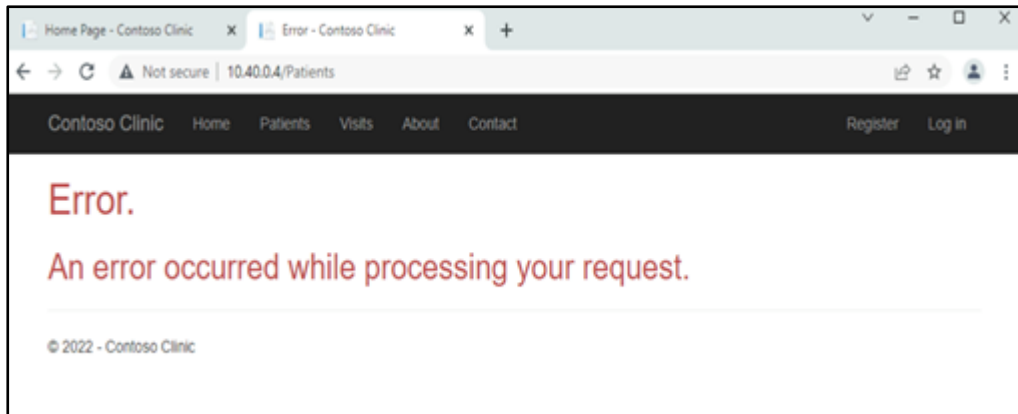 Home Page - Contoso Clinic Error - Contoso Clinic
Not secure 10.40.0.4/Patients
Contoso Clinic Home Patients Visits About Contact Register Log in
Error.
An error occurred while processing your request.
© 2022 - Contoso Clinic